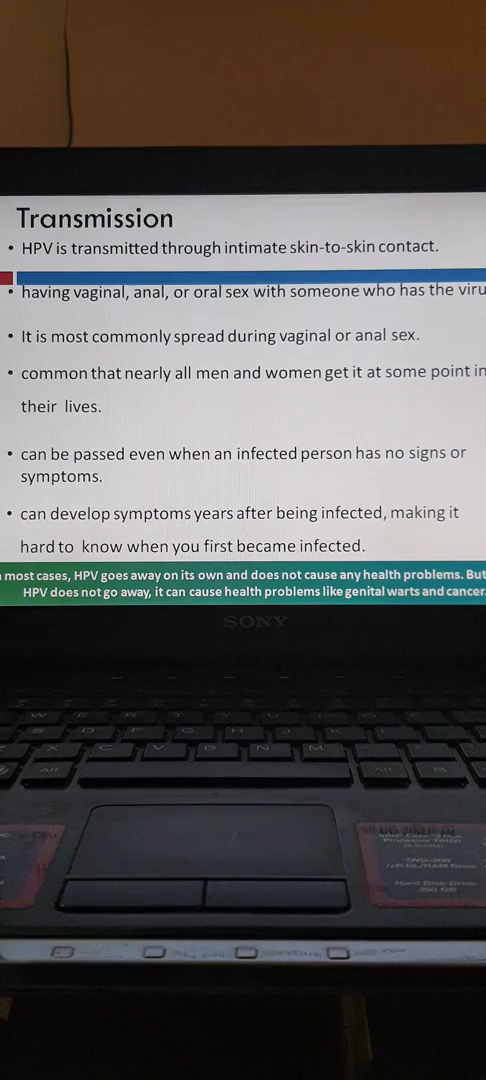 Transmission
• HPV is transmitted through intimate skin-to-skin contact.
• having vaginal, anal, or oral sex with someone who has the viru
• It is most commonly spread during vaginal or anal sex.
• common that nearly all men and women get it at some point in
their lives.
• can be passed even when an infected person has no signs or
symptoms.
• can develop symptoms years after being infected, making it
hard to know when you first became infected.
most cases, HPV goes away on its own and does not cause any health problems. But
HPV does not go away, it can cause health problems like genital warts and cancer.
SONY
W E R T Y U
S D F G H J K L
X C V B N M
Alt Alt
Hard Disk Drive